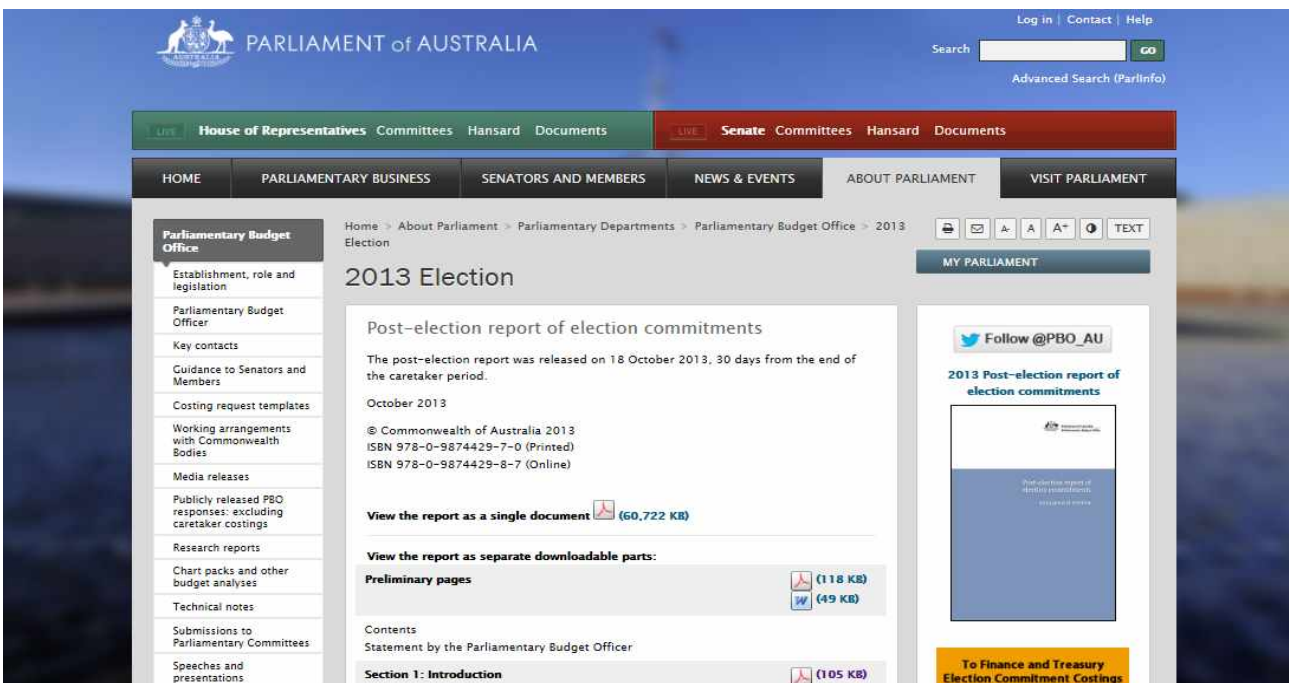 Log in | Contact | Help
PARLIAMENT of AUSTRALIA
AUSTRALIA
Search
GO
Advanced Search (ParlInfo)
LIVE House of Representatives Committees Hansard Documents
LIVE Senate Committees Hansard Documents
HOME
PARLIAMENTARY BUSINESS
SENATORS AND MEMBERS
NEWS & EVENTS
ABOUT PARLIAMENT
VISIT PARLIAMENT
Parliamentary Budget
Office
Establishment, role and
legislation
Parliamentary Budget
Officer
Key contacts
Guidance to Senators and
Members
Costing request templates
Working arrangements
with Commonwealth
Bodies
Media releases
Publicly released PBO
responses: excluding
caretaker costings
Research reports
Chart packs and other
budget analyses
Technical notes
Submissions to
Parliamentary Committees
Speeches and
presentations
Home > About Parliament > Parliamentary Departments > Parliamentary Budget Office > 2013
Election
2013 Election
Post-election report of election commitments
The post-election report was released on 18 October 2013, 30 days from the end of
the caretaker period.
October 2013
© Commonwealth of Australia 2013
ISBN 978-0-9874429-7-0 (Printed)
ISBN 978-0-9874429-8-7 (Online)
View the report as a single document (60,722 KB)
View the report as separate downloadable parts:
Preliminary pages (118 KB)
W (49 KB)
Contents
Statement by the Parliamentary Budget Officer
Section 1: Introduction (105 KB)
A- A A+ TEXT
MY PARLIAMENT
Follow @PBO_AU
2013 Post-election report of
election commitments
Post-election report of
election commitments
To Finance and Treasury
Election Commitment Costings